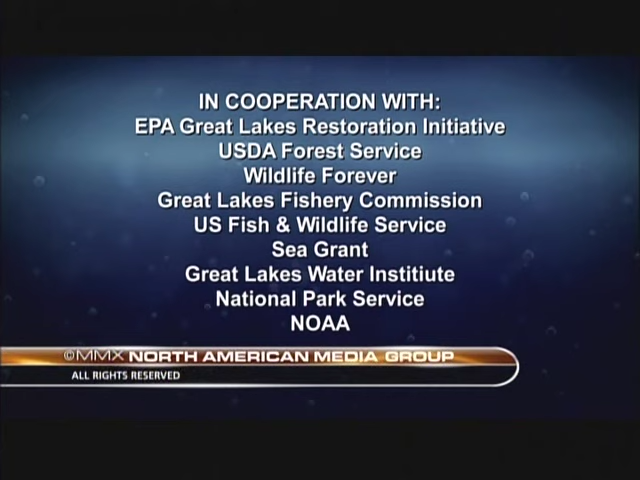 IN COOPERATION WITH:
EPA Great Lakes Restoration Initiative
USDA Forest Service
Wildlife Forever
Great Lakes Fishery Commission
US Fish & Wildlife Service
Sea Grant
Great Lakes Water Institiute
National Park Service
NOAA
©MMX NORTH AMERICAN MEDIA GROUP
ALL RIGHTS RESERVED